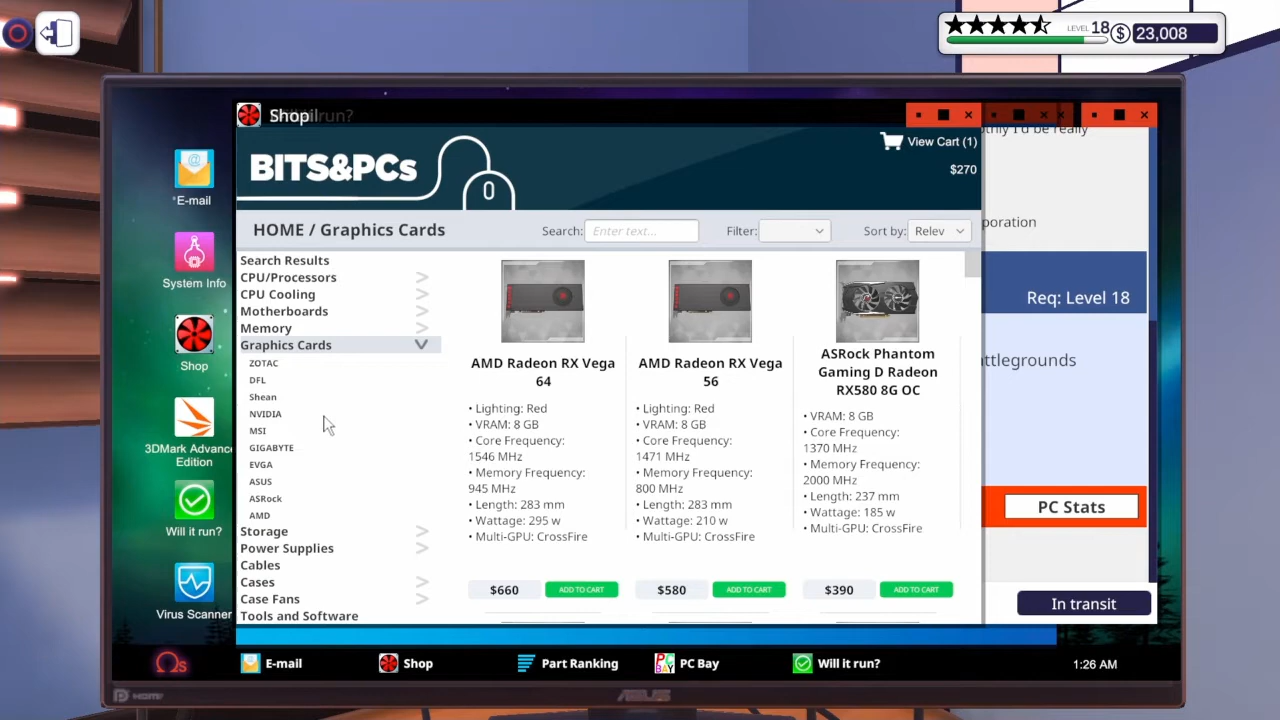 LEVEL 18
$ 23,008
Shop
run?
BITS&PCs
View Cart (1)
$270
HOME / Graphics Cards
Search: Enter text...
Filter:
Sort by: Relev
Search Results
CPU/Processors
CPU Cooling
Motherboards
Memory
Graphics Cards
ZOTAC
DFL
Shean
NVIDIA
MSI
GIGABYTE
EVGA
ASUS
ASRock
AMD
Storage
Power Supplies
Cables
Cases
Case Fans
Tools and Software
AMD Radeon RX Vega
64
• Lighting: Red
• VRAM: 8 GB
• Core Frequency:
1546 MHz
• Memory Frequency:
945 MHz
• Length: 283 mm
• Wattage: 295 w
• Multi-GPU: CrossFire
$660
ADD TO CART
AMD Radeon RX Vega
56
• Lighting: Red
• VRAM: 8 GB
• Core Frequency:
1471 MHz
• Memory Frequency:
800 MHz
• Length: 283 mm
• Wattage: 210 w
• Multi-GPU: CrossFire
$580
ADD TO CART
ASRock Phantom
Gaming D Radeon
RX580 8G OC
• VRAM: 8 GB
• Core Frequency:
1370 MHz
• Memory Frequency:
2000 MHz
• Length: 237 mm
• Wattage: 185 w
• Multi-GPU: CrossFire
$390
ADD TO CART
I'd be really
poration
Req: Level 18
ttlegrounds
PC Stats
In transit
E-mail
System Info
Shop
3DMark Advance
Edition
Will it run?
Virus Scanner
Ωs
E-mail
Shop
Part Ranking
PC BAY
PC Bay
Will it run?
1:26 AM
HDMI
ASUS